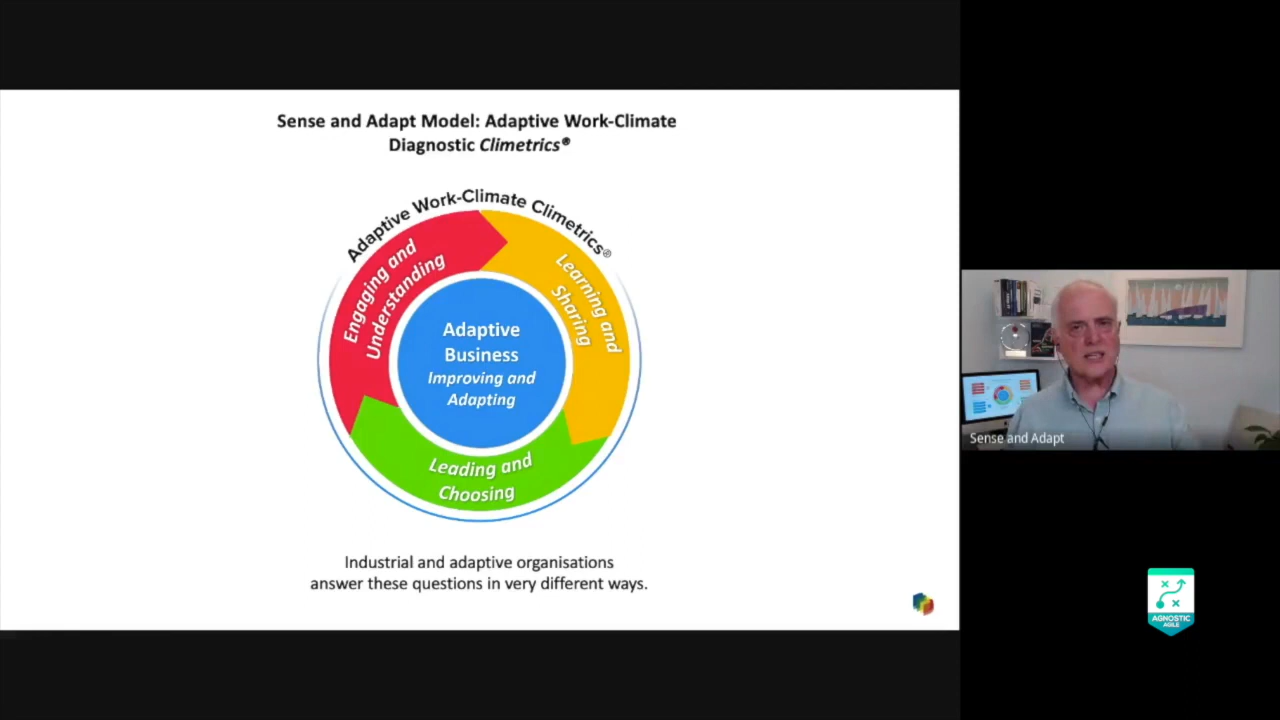 Sense and Adapt Model: Adaptive Work-Climate
Diagnostic Climetrics®
Adaptive Work-Climate Climetrics®
Engaging and
Understanding
Learning and
Sharing
Adaptive
Business
Improving and
Adapting
Leading and
Choosing
Industrial and adaptive organisations
answer these questions in very different ways.
Sense and Adapt
AGNOSTIC
AGILE